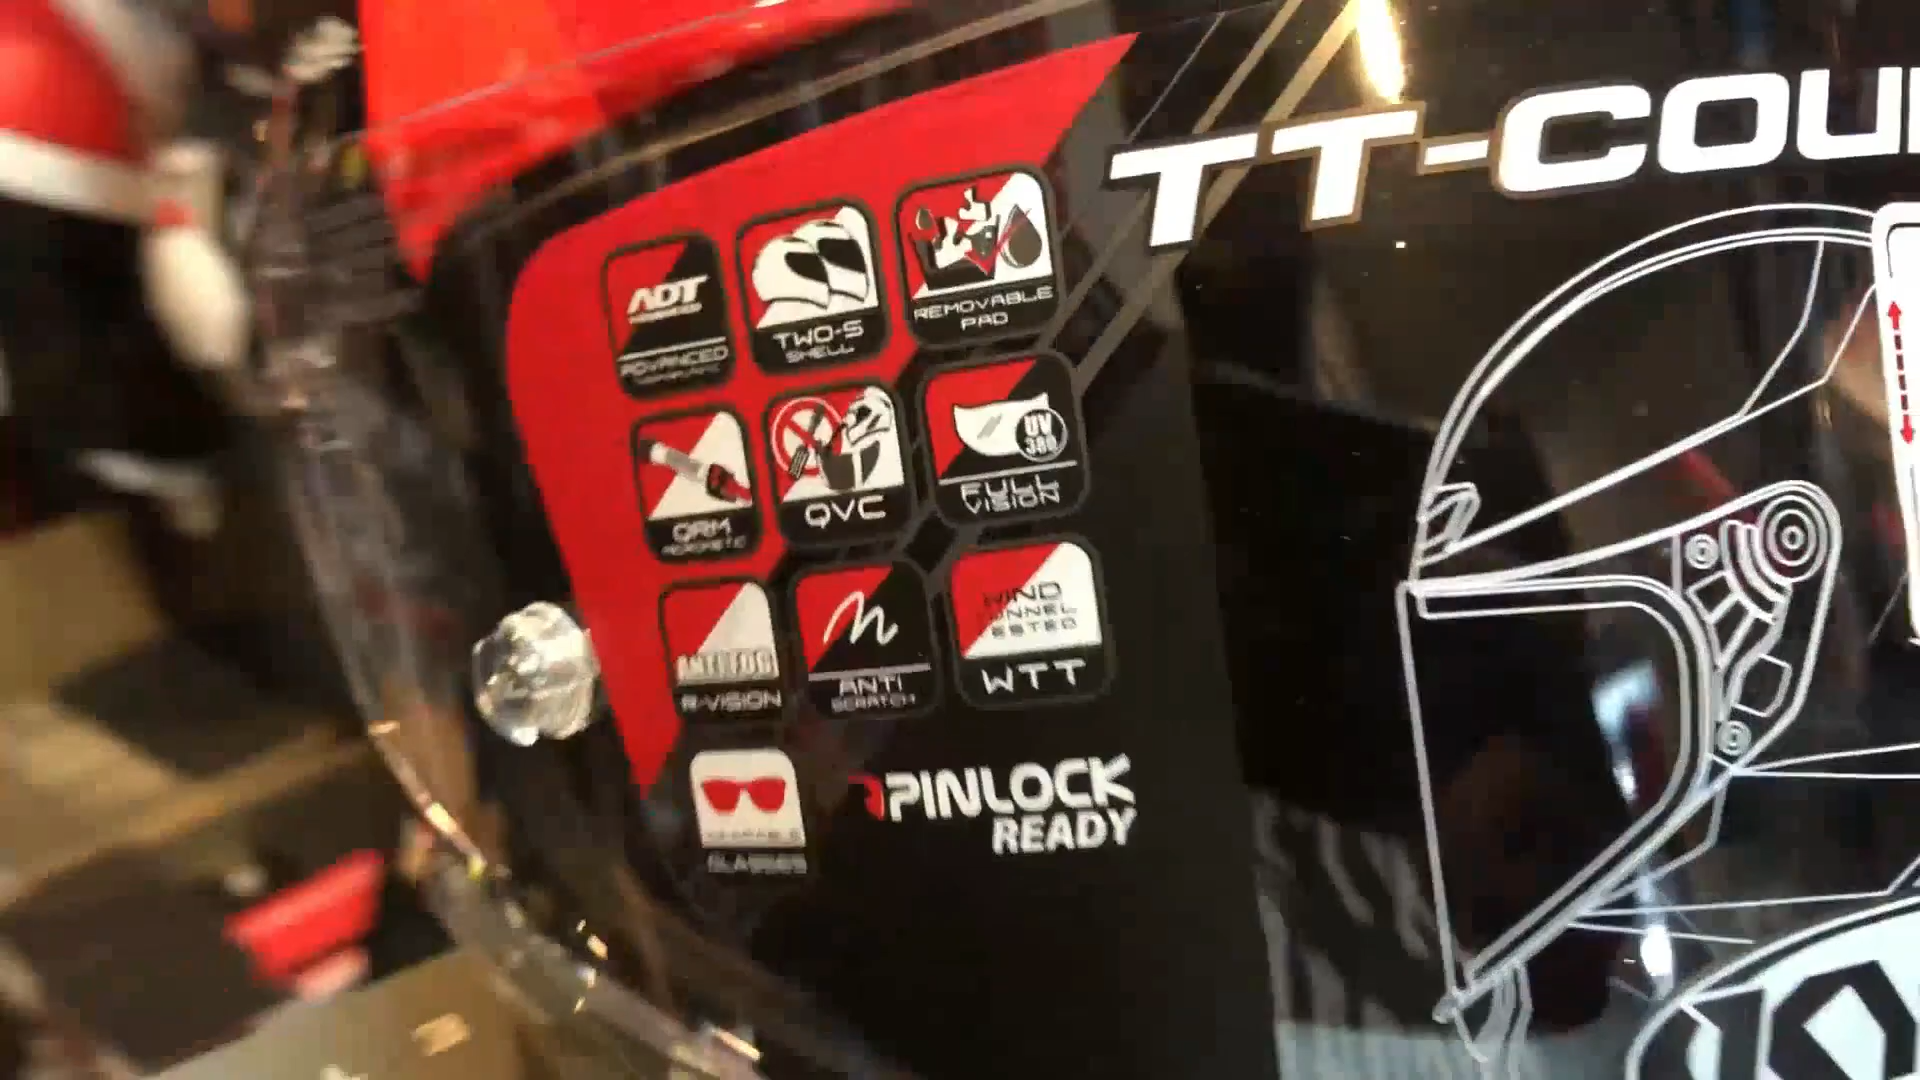 TT-COU
ADT
ADVANCED
TWO-S
SHELL
REMOVABLE
PAD
QRM
QVC
UV
380
FULL
VISION
ANTI FOG
R-VISION
ANTI
SCRATCH
WIND
TUNNEL
TESTED
WTT
GLASSES
PINLOCK
READY